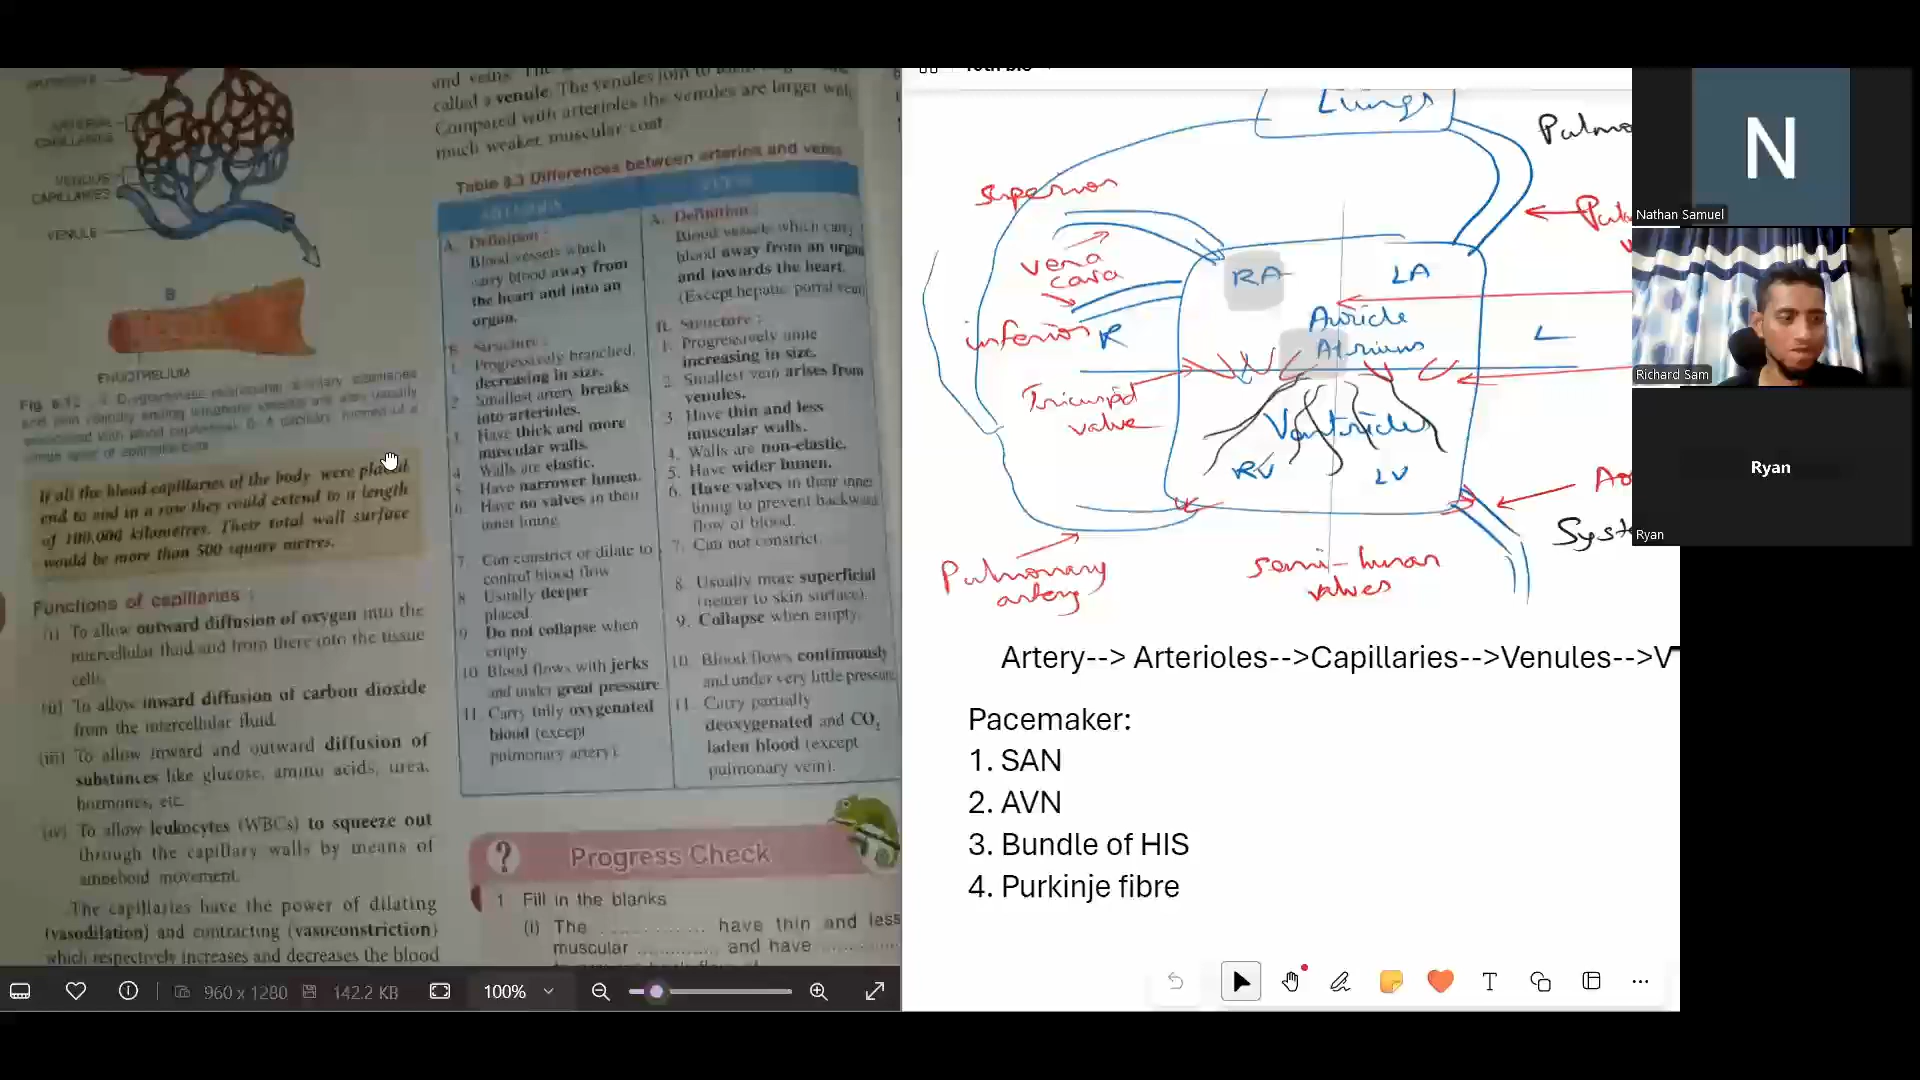 ARTERIAL
CAPILLARIES
VENOUS
CAPILLARIES
VENULE
B
ENDOTHELIUM
If all the blood capillaries of the body were placed
end to end in a row they could extend to a length
of 100,000 kilometres. Their total wall surface
would be more than 500 square metres.
Functions of capillaries :
(i) To allow outward diffusion of oxygen into the
intercellular fluid and from there into the tissue
cells.
(ii) To allow inward diffusion of carbon dioxide
from the intercellular fluid.
(iii) To allow inward and outward diffusion of
substances like glucose, amino acids, urea,
hormones, etc.
(iv) To allow leukocytes (WBCs) to squeeze out
through the capillary walls by means of
amoeboid movement.
The capillaries have the power of dilating
(vasodilation) and contracting (vasoconstriction)
which respectively increases and decreases the blood
and veins. The
called a venule. The venules join to
Compared with arterioles the venules are larger
much weaker muscular coat.
Table 8.3 Differences between arteries and veins
A. Definition :
Blood vessels which
carry blood away from
the heart and into an
organ.
B. Structure :
1. Progressively branched,
decreasing in size.
2. Smallest artery breaks
into arterioles.
3. Have thick and more
muscular walls.
4. Walls are elastic.
5. Have narrower lumen.
6. Have no valves in their
inner lining.
7. Can constrict or dilate to
control blood flow
8. Usually deeper
placed.
9. Do not collapse when
empty.
10. Blood flows with jerks
and under great pressure
11. Carry fully oxygenated
blood (except
pulmonary artery).
A. Definition :
Blood vessels which carry
blood away from an organ
and towards the heart.
(Except hepatic portal vein)
B. Structure :
1. Progressively unite
increasing in size.
2. Smallest vein arises from
venules.
3. Have thin and less
muscular walls.
4. Walls are non-elastic.
5. Have wider lumen.
6. Have valves in their inner
lining to prevent backward
flow of blood.
7. Can not constrict.
8. Usually more superficial
(nearer to skin surface).
9. Collapse when empty.
10. Blood flows continuously
and under very little pressure
11. Carry partially
deoxygenated and CO2
laden blood (except
pulmonary vein).
? Progress Check
1 Fill in the blanks
(i) The ............. have thin and less
muscular ............ and have
960 x 1280
142.2 KB
100%
Lungs
Pulmo
superior
vena
cava
inferior
R
RA
LA
Auricle
Atriums
L
Tricuspid
valve
Ventricles
RV
LV
Ao
Syste
Pulmonary
artery
semi-lunar
valves
Artery--> Arterioles-->Capillaries-->Venules-->V
Pacemaker:
1. SAN
2. AVN
3. Bundle of HIS
4. Purkinje fibre
T
N
Nathan Samuel
Richard Sam
Ryan
Ryan